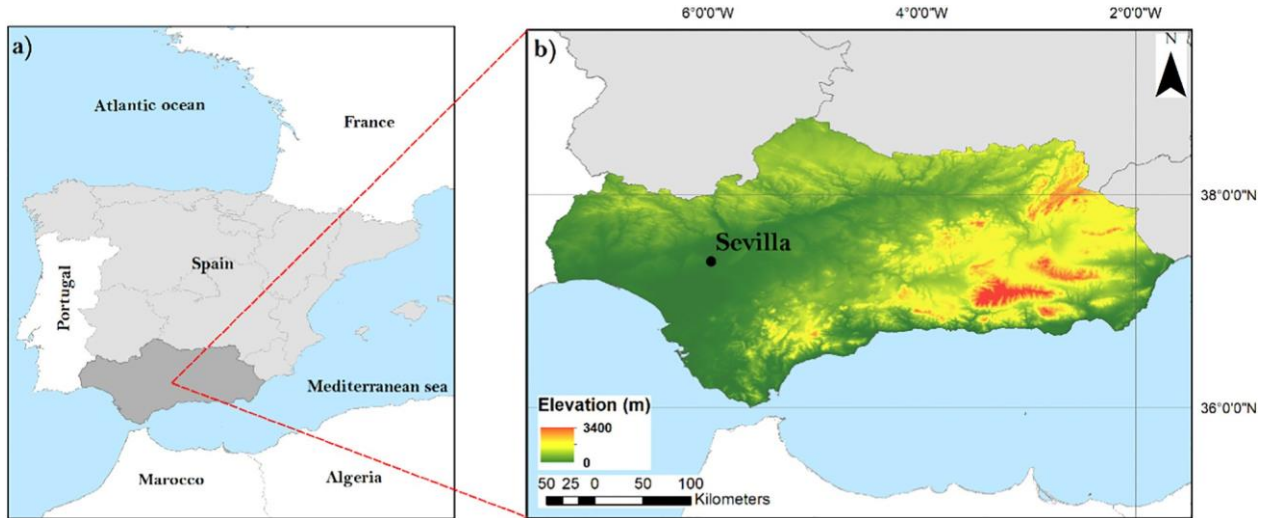 a)
Atlantic ocean
France
Spain
Portugal
Mediterranean sea
Marocco
Algeria
6°0'0"W 4°0'0"W 2°0'0"W
b)
N
38°0'0"N
Sevilla
36°0'0"N
Elevation (m)
3400
0
50 25 0 50 100
Kilometers